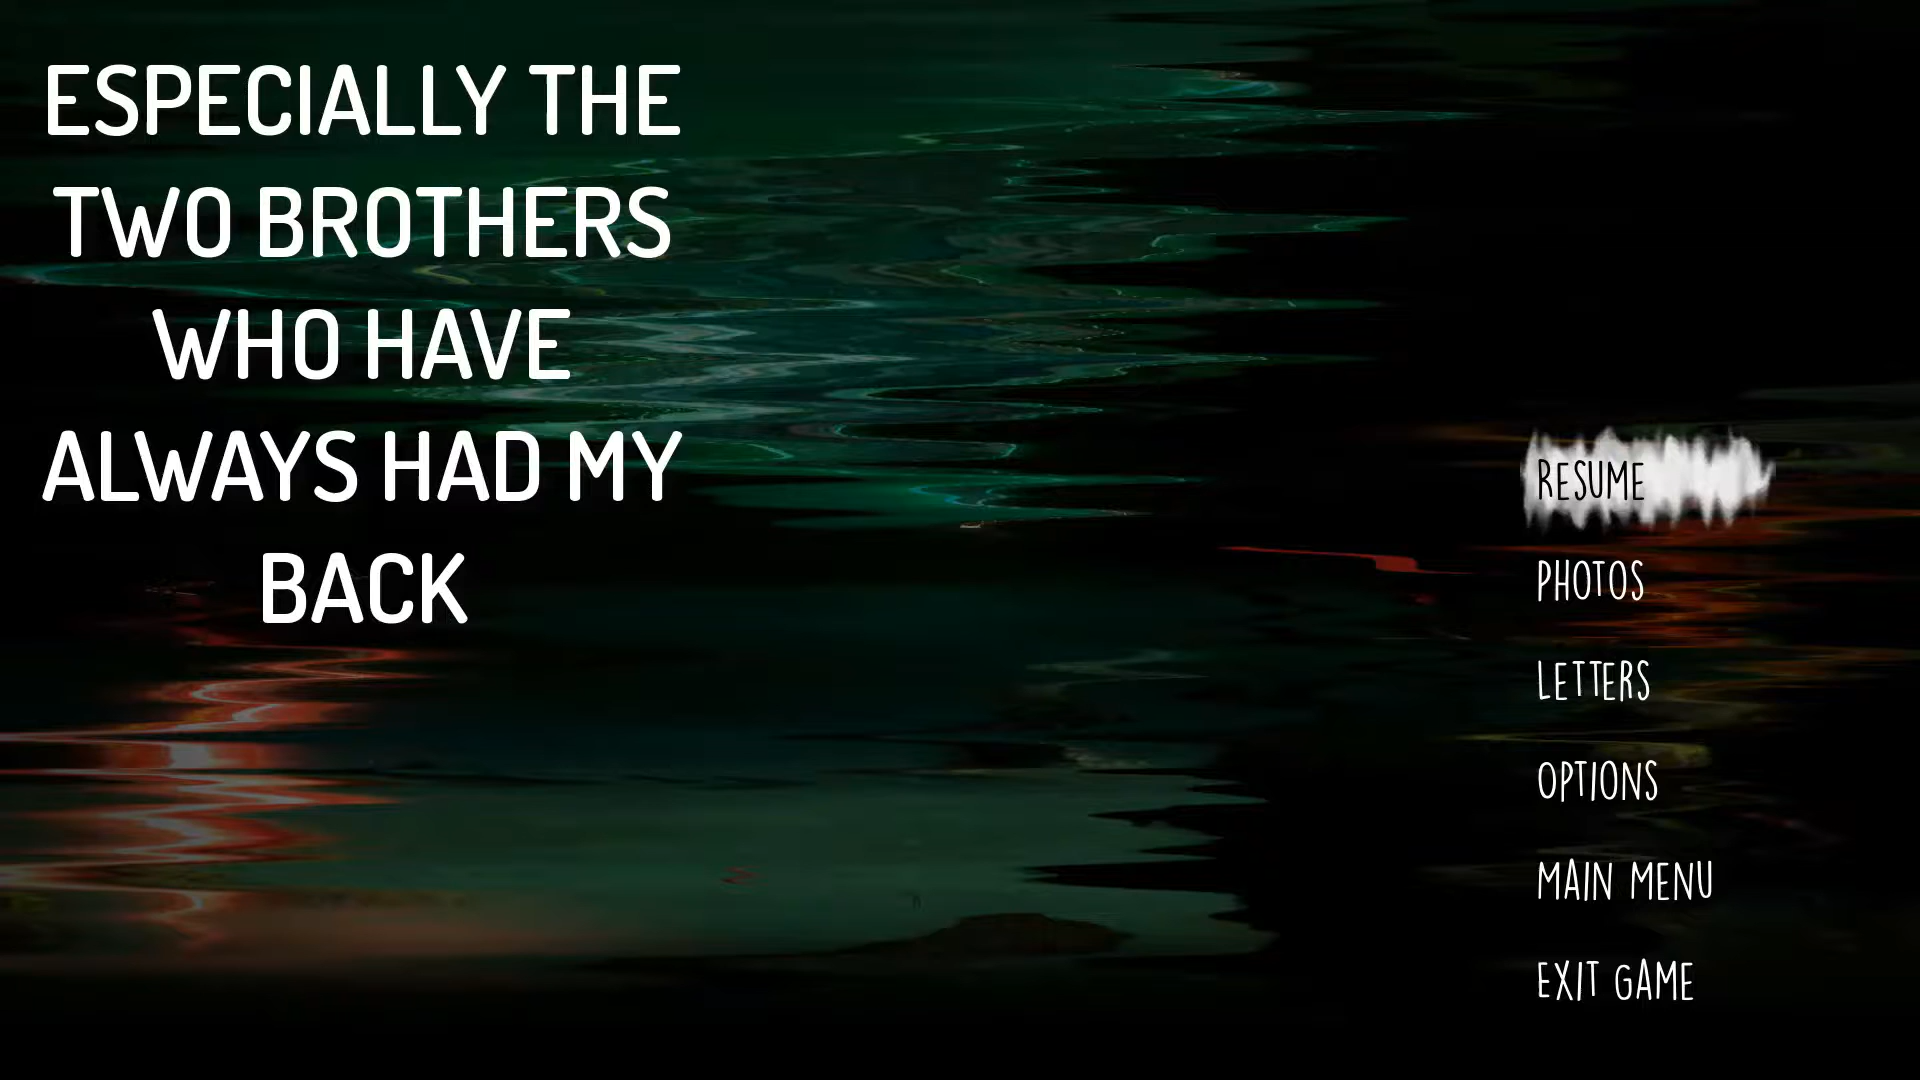 ESPECIALLY THE
TWO BROTHERS
WHO HAVE
ALWAYS HAD MY
BACK
RESUME
PHOTOS
LETTERS
OPTIONS
MAIN MENU
EXIT GAME